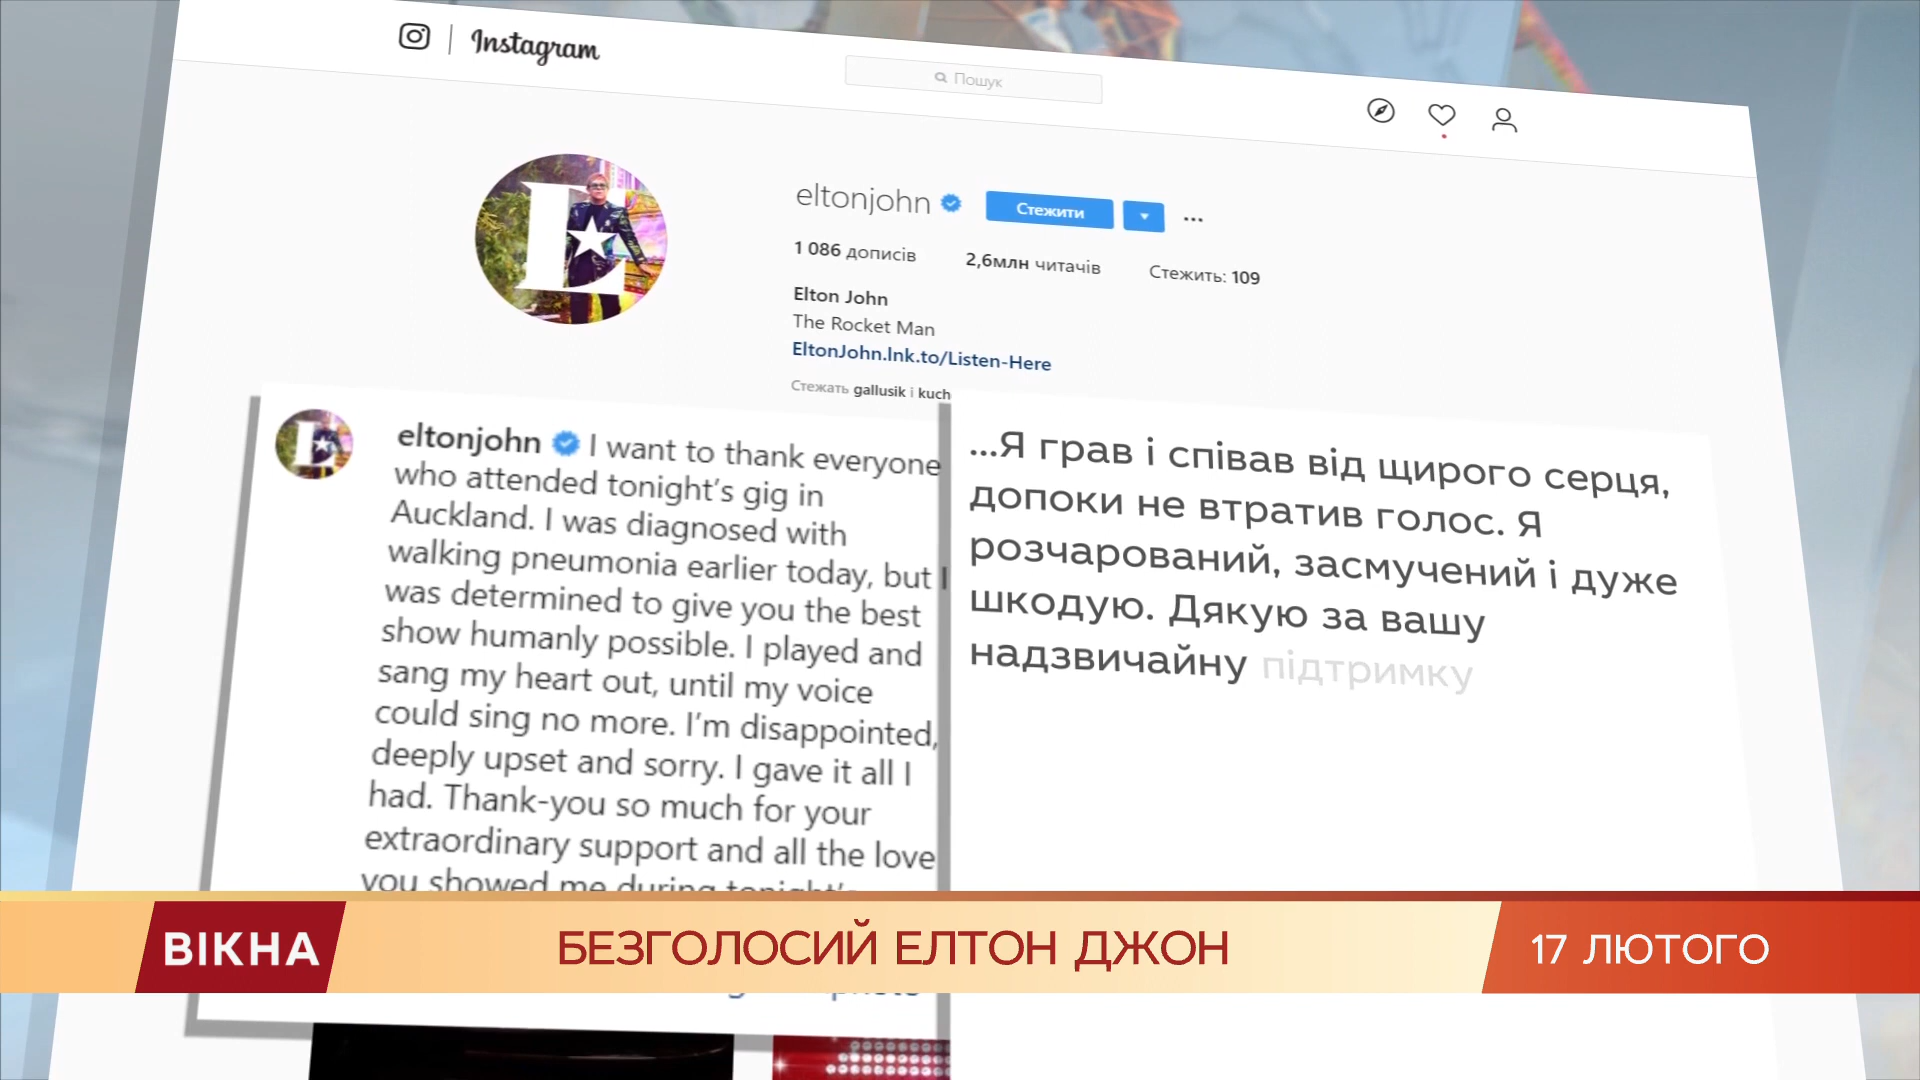 Instagram
Пошук
eltonjohn Стежити ...
1 086 дописів 2,6млн читачів Стежить: 109
Elton John
The Rocket Man
EltonJohn.lnk.to/Listen-Here
Стежать gallusik і kuch
eltonjohn I want to thank everyone
who attended tonight's gig in
Auckland. I was diagnosed with
walking pneumonia earlier today, but I
was determined to give you the best
show humanly possible. I played and
sang my heart out, until my voice
could sing no more. I'm disappointed,
deeply upset and sorry. I gave it all I
had. Thank-you so much for your
extraordinary support and all the love
you showed me during tonight's
...Я грав і співав від щирого серця,
допоки не втратив голос. Я
розчарований, засмучений і дуже
шкодую. Дякую за вашу
надзвичайну підтримку
ВІКНА
БЕЗГОЛОСИЙ ЕЛТОН ДЖОН
17 ЛЮТОГО